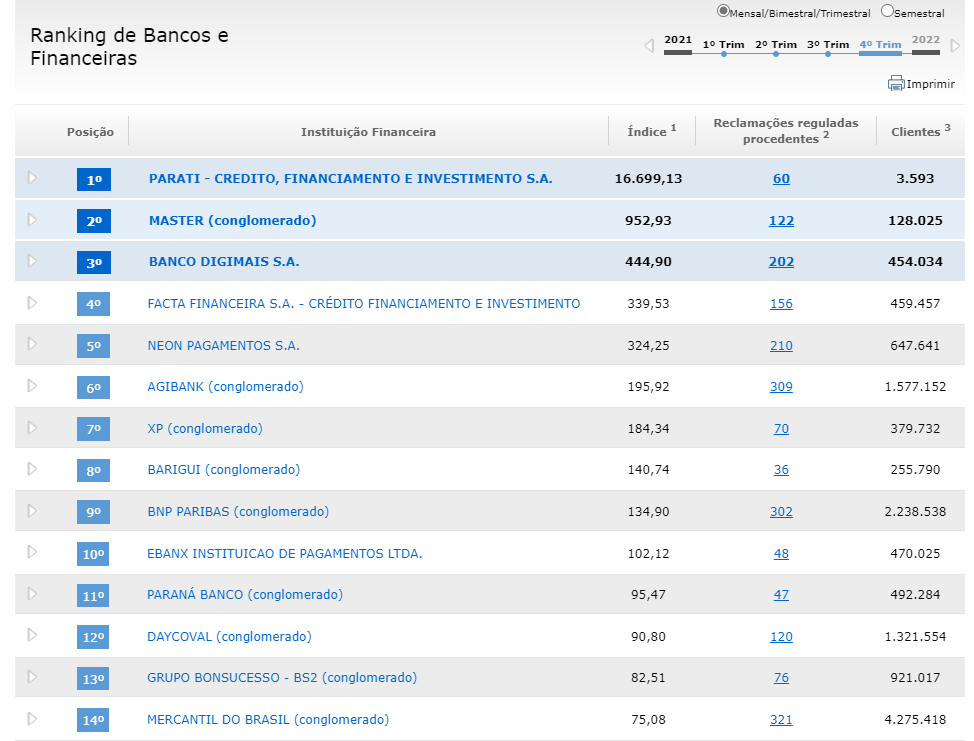 Mensal/Bimestral/Trimestral Semestral
Ranking de Bancos e
Financeiras
2021 1º Trim 2º Trim 3º Trim 4º Trim 2022
Imprimir
Posição Instituição Financeira Índice 1 Reclamações reguladas procedentes 2 Clientes 3
1º PARATI - CREDITO, FINANCIAMENTO E INVESTIMENTO S.A. 16.699,13 60 3.593
2º MASTER (conglomerado) 952,93 122 128.025
3º BANCO DIGIMAIS S.A. 444,90 202 454.034
4º FACTA FINANCEIRA S.A. - CRÉDITO FINANCIAMENTO E INVESTIMENTO 339,53 156 459.457
5º NEON PAGAMENTOS S.A. 324,25 210 647.641
6º AGIBANK (conglomerado) 195,92 309 1.577.152
7º XP (conglomerado) 184,34 70 379.732
8º BARIGUI (conglomerado) 140,74 36 255.790
9º BNP PARIBAS (conglomerado) 134,90 302 2.238.538
10º EBANX INSTITUICAO DE PAGAMENTOS LTDA. 102,12 48 470.025
11º PARANÁ BANCO (conglomerado) 95,47 47 492.284
12º DAYCOVAL (conglomerado) 90,80 120 1.321.554
13º GRUPO BONSUCESSO - BS2 (conglomerado) 82,51 76 921.017
14º MERCANTIL DO BRASIL (conglomerado) 75,08 321 4.275.418